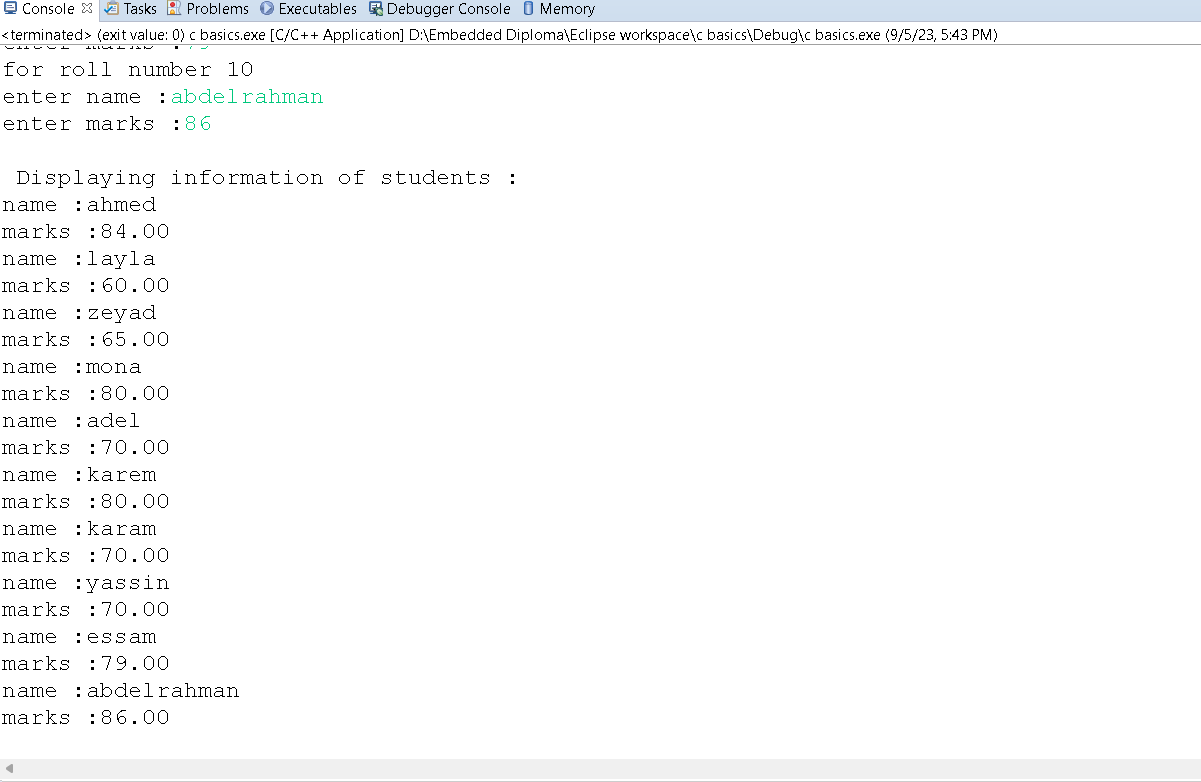 Console Tasks Problems Executables Debugger Console Memory
<terminated> (exit value: 0) c basics.exe [C/C++ Application] D:\Embedded Diploma\Eclipse workspace\c basics\Debug\c basics.exe (9/5/23, 5:43 PM)
enter marks :79
for roll number 10
enter name :abdelrahman
enter marks :86
Displaying information of students :
name :ahmed
marks :84.00
name :layla
marks :60.00
name :zeyad
marks :65.00
name :mona
marks :80.00
name :adel
marks :70.00
name :karem
marks :80.00
name :karam
marks :70.00
name :yassin
marks :70.00
name :essam
marks :79.00
name :abdelrahman
marks :86.00